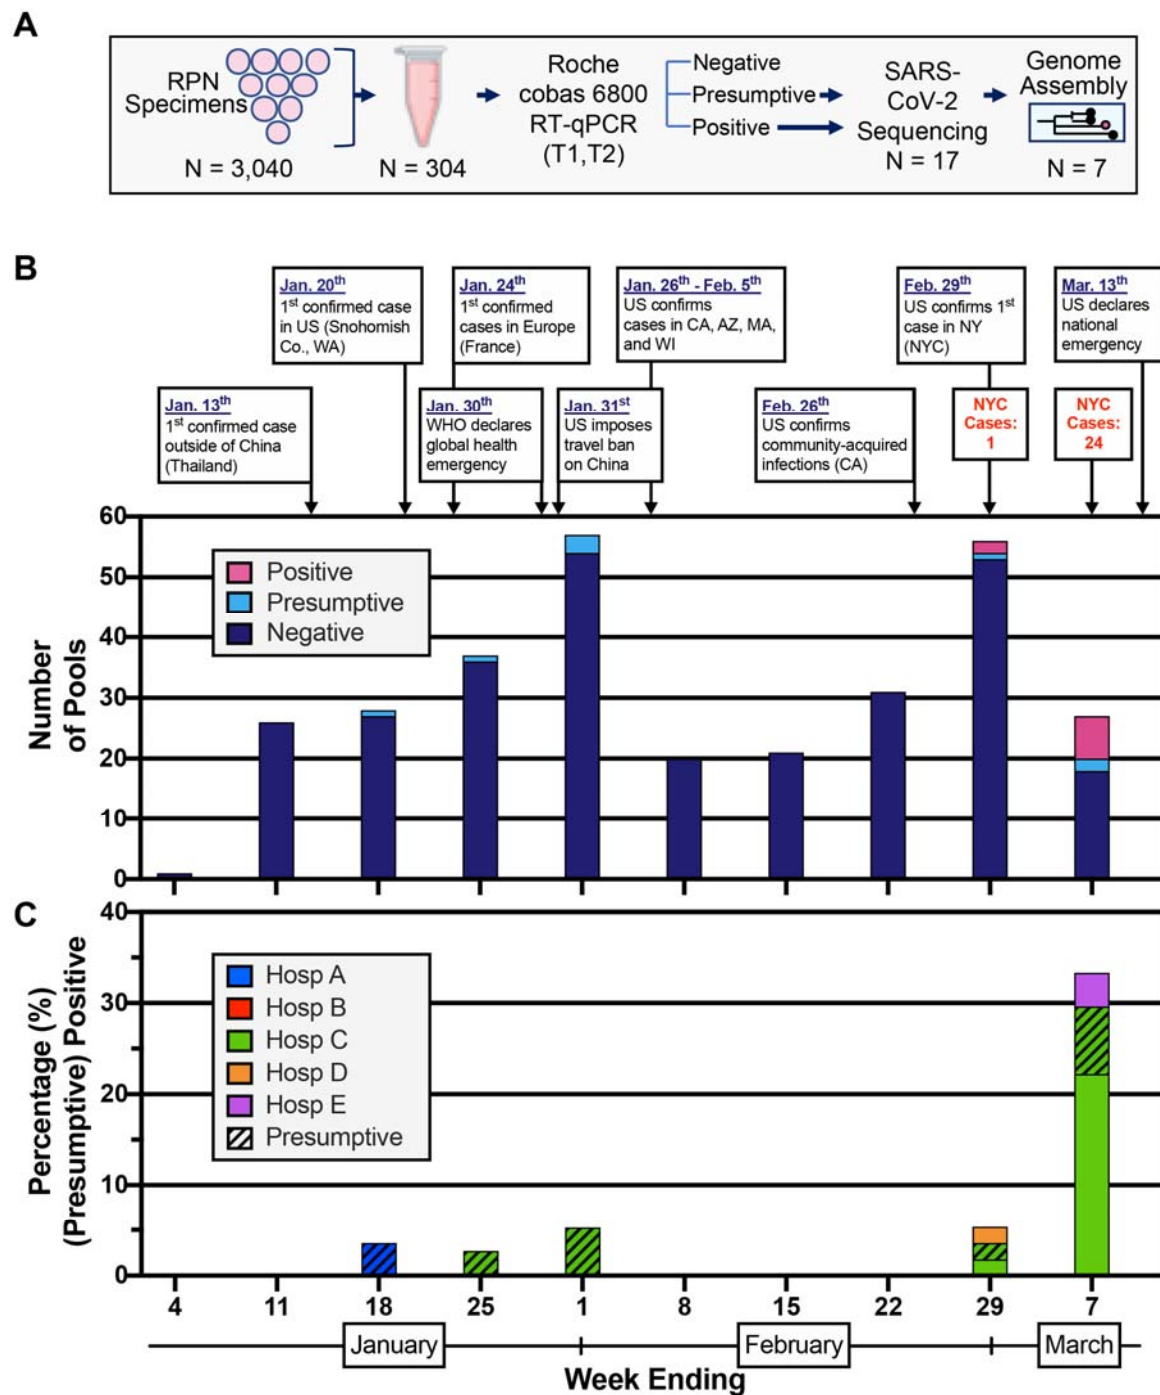 A
RPN
Specimens
N = 3,040
N = 304
Roche
cobas 6800
RT-qPCR
(T1,T2)
Negative
Presumptive
Positive
SARS-
CoV-2
Sequencing
N = 17
Genome
Assembly
N = 7
B
Jan. 20th
1st confirmed case
in US (Snohomish
Co., WA)
Jan. 24th
1st confirmed
cases in Europe
(France)
Jan. 26th - Feb. 5th
US confirms
cases in CA, AZ, MA,
and WI
Feb. 29th
US confirms 1st
case in NY
(NYC)
Mar. 13th
US declares
national
emergency
Jan. 13th
1st confirmed case
outside of China
(Thailand)
Jan. 30th
WHO declares
global health
emergency
Jan. 31st
US imposes
travel ban
on China
Feb. 26th
US confirms
community-acquired
infections (CA)
NYC
Cases:
1
NYC
Cases:
24
Number
of Pools
60
50
40
30
20
10
0
Positive
Presumptive
Negative
C
Percentage (%)
(Presumptive) Positive
40
30
20
10
0
Hosp A
Hosp B
Hosp C
Hosp D
Hosp E
Presumptive
4 11 18 25 1 8 15 22 29 7
January February March
Week Ending